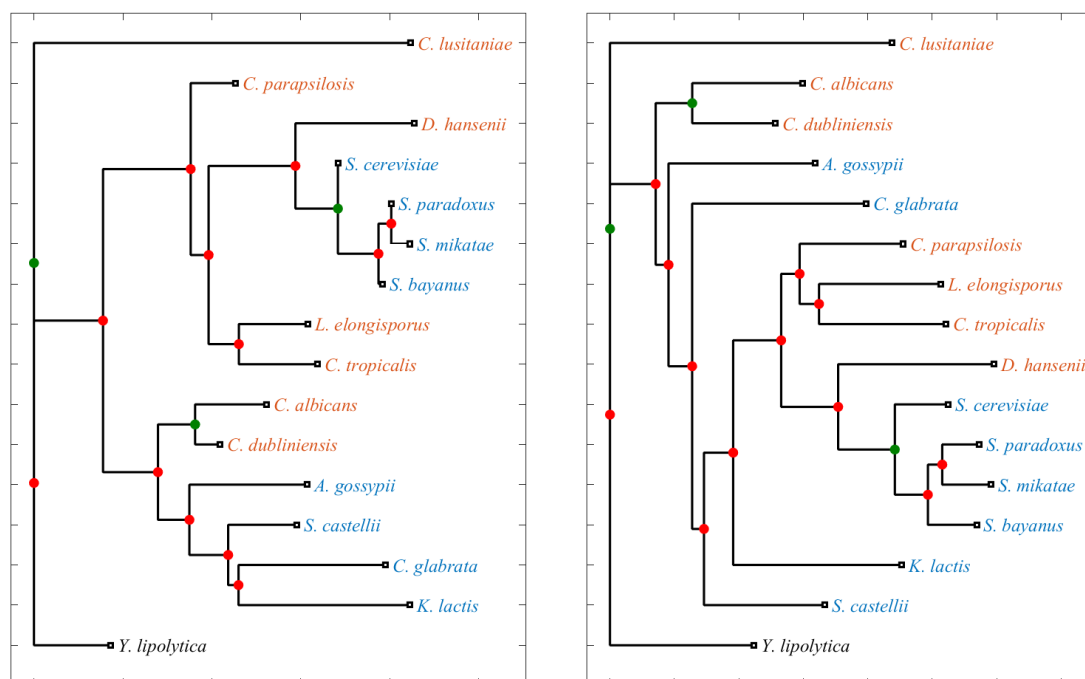 C. lusitaniae
C. parapsilosis
D. hansenii
S. cerevisiae
S. paradoxus
S. mikatae
S. bayanus
L. elongisporus
C. tropicalis
C. albicans
C. dubliniensis
A. gossypii
S. castellii
C. glabrata
K. lactis
Y. lipolytica
C. lusitaniae
C. albicans
C. dubliniensis
A. gossypii
C. glabrata
C. parapsilosis
L. elongisporus
C. tropicalis
D. hansenii
S. cerevisiae
S. paradoxus
S. mikatae
S. bayanus
K. lactis
S. castellii
Y. lipolytica